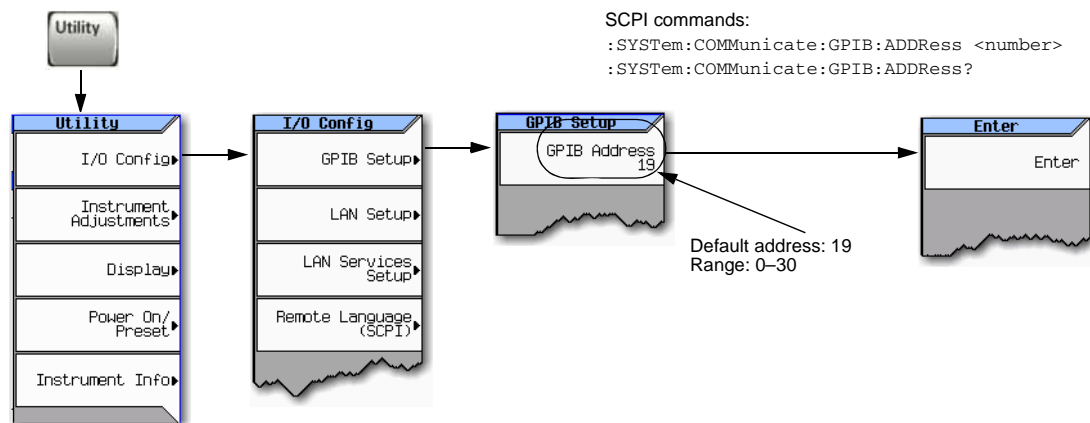 SCPI commands:
:SYSTem:COMMunicate:GPIB:ADDRess <number>
:SYSTem:COMMunicate:GPIB:ADDRess?
Utility
Utility
I/O Config
Instrument
Adjustments
Display
Power On/
Preset
Instrument Info
I/O Config
GPIB Setup
LAN Setup
LAN Services
Setup
Remote Language
(SCPI)
GPIB Setup
GPIB Address
19
Default address: 19
Range: 0–30
Enter
Enter